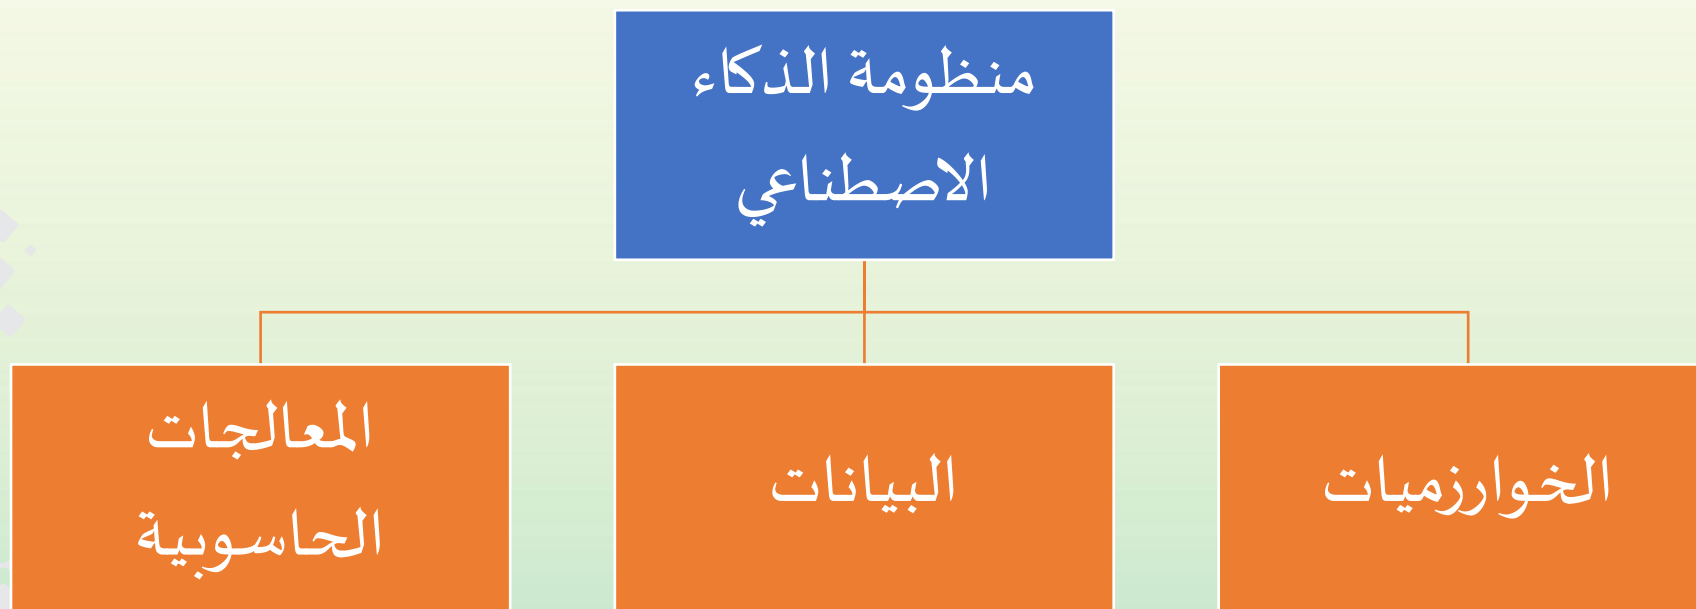 منظومة الذكاء
الاصطناعي
الخوارزميات
البيانات
المعالجات
الحاسوبية